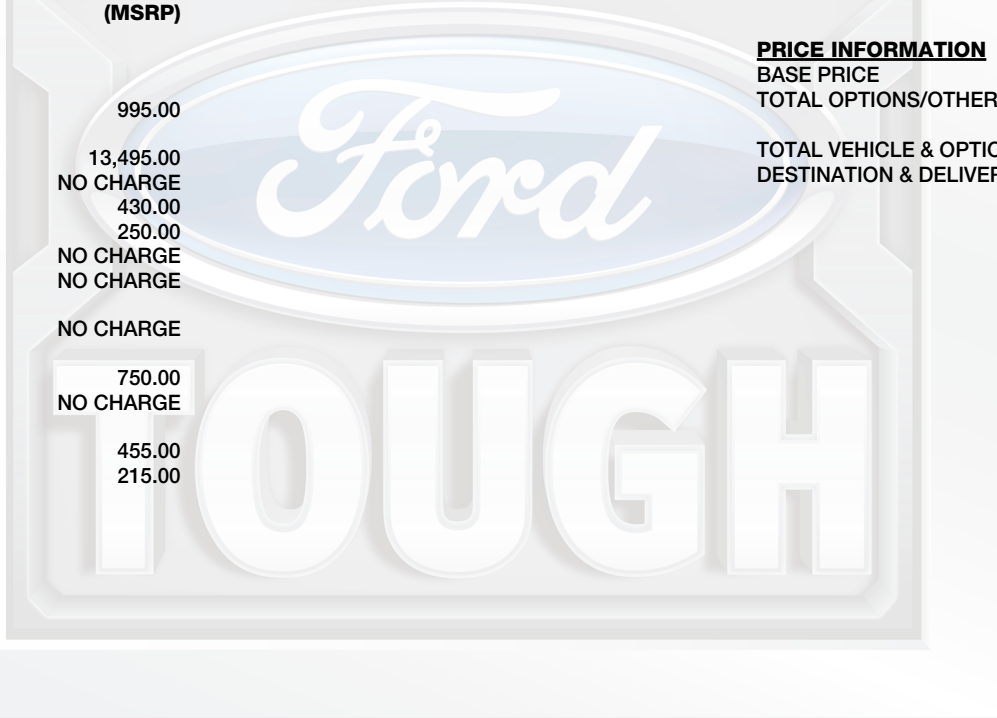 (MSRP)
995.00
13,495.00
NO CHARGE
430.00
250.00
NO CHARGE
NO CHARGE
NO CHARGE
750.00
NO CHARGE
455.00
215.00
PRICE INFORMATION
BASE PRICE
TOTAL OPTIONS/OTHER
TOTAL VEHICLE & OPTIO
DESTINATION & DELIVER
Ford
TOUGH